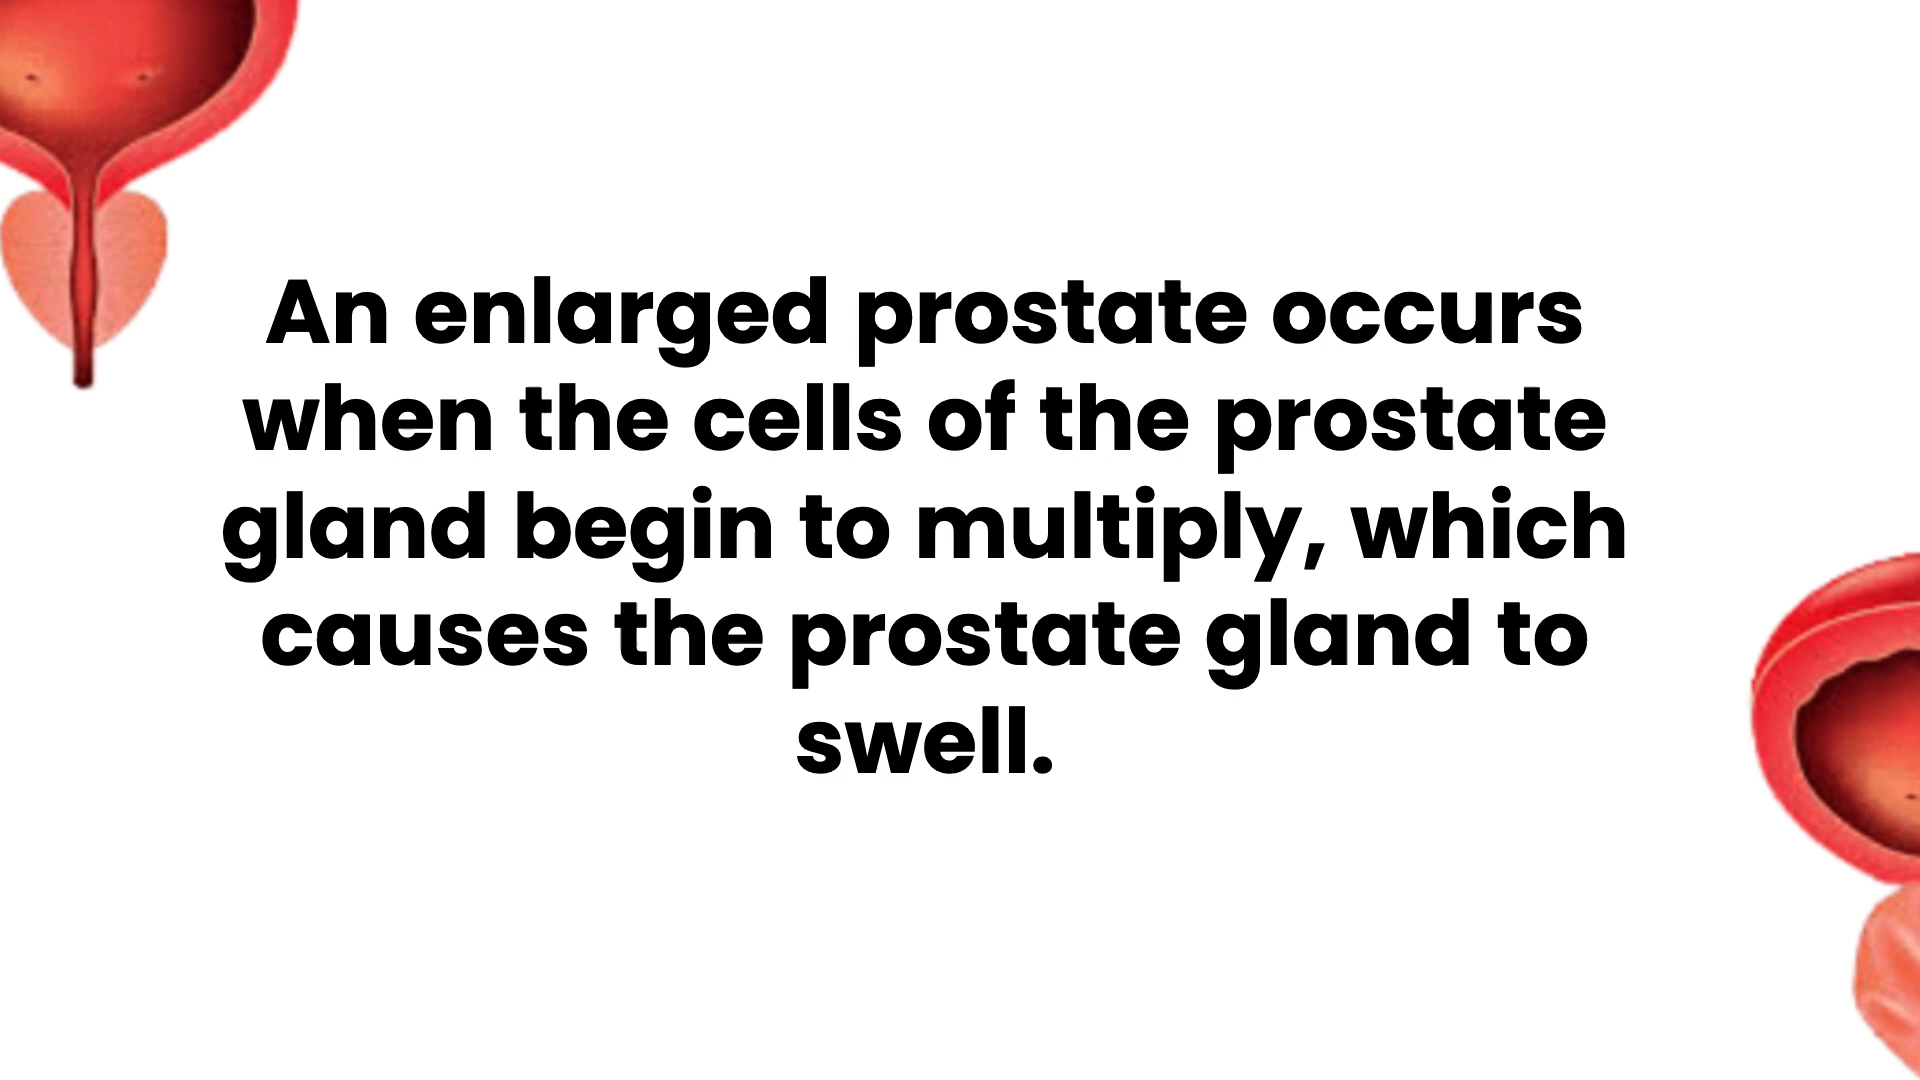 An enlarged prostate occurs
when the cells of the prostate
gland begin to multiply, which
causes the prostate gland to
swell.